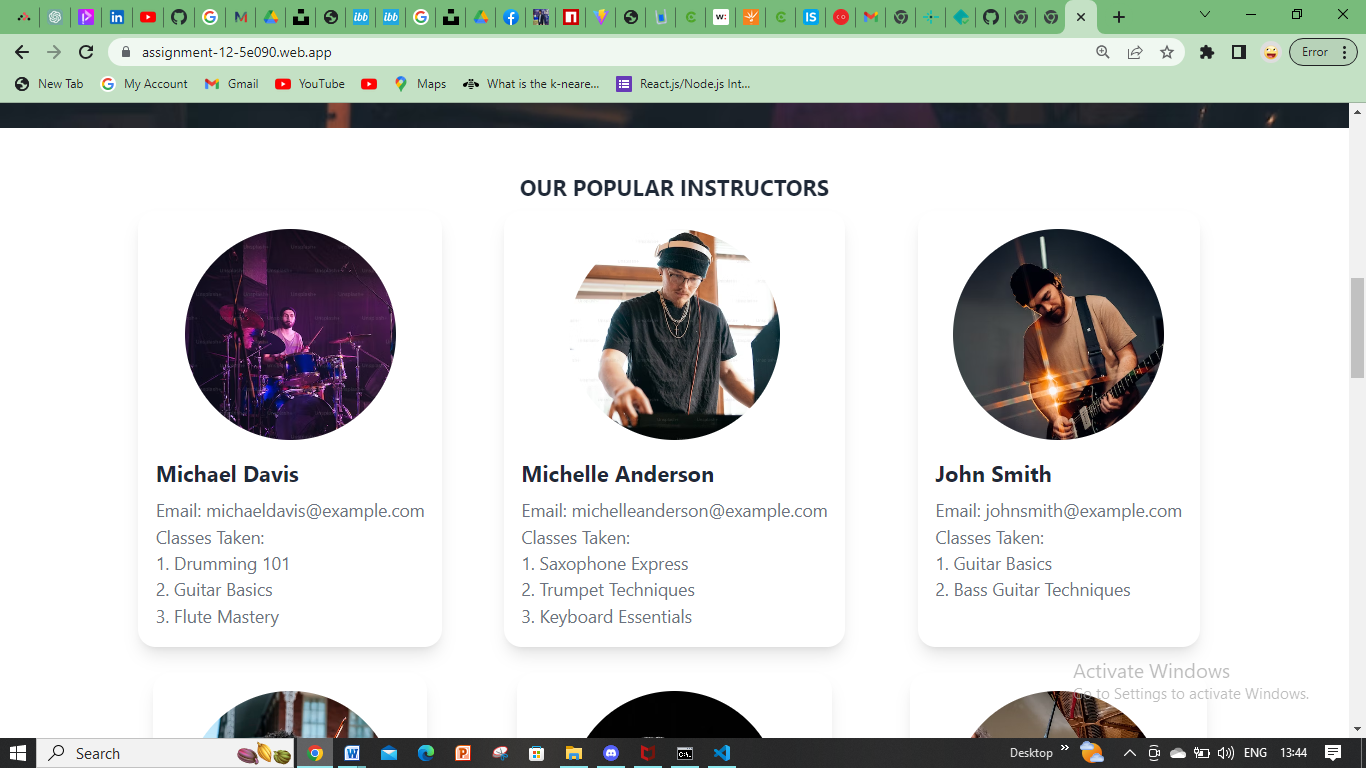 assignment-12-5e090.web.app
Error
New Tab
My Account
Gmail
YouTube
Maps
What is the k-neare...
React.js/Node.js Int...
OUR POPULAR INSTRUCTORS
Michael Davis
Email: michaeldavis@example.com
Classes Taken:
1. Drumming 101
2. Guitar Basics
3. Flute Mastery
Michelle Anderson
Email: michelleanderson@example.com
Classes Taken:
1. Saxophone Express
2. Trumpet Techniques
3. Keyboard Essentials
John Smith
Email: johnsmith@example.com
Classes Taken:
1. Guitar Basics
2. Bass Guitar Techniques
Activate Windows
Go to Settings to activate Windows.
Search
Desktop
ENG
13:44